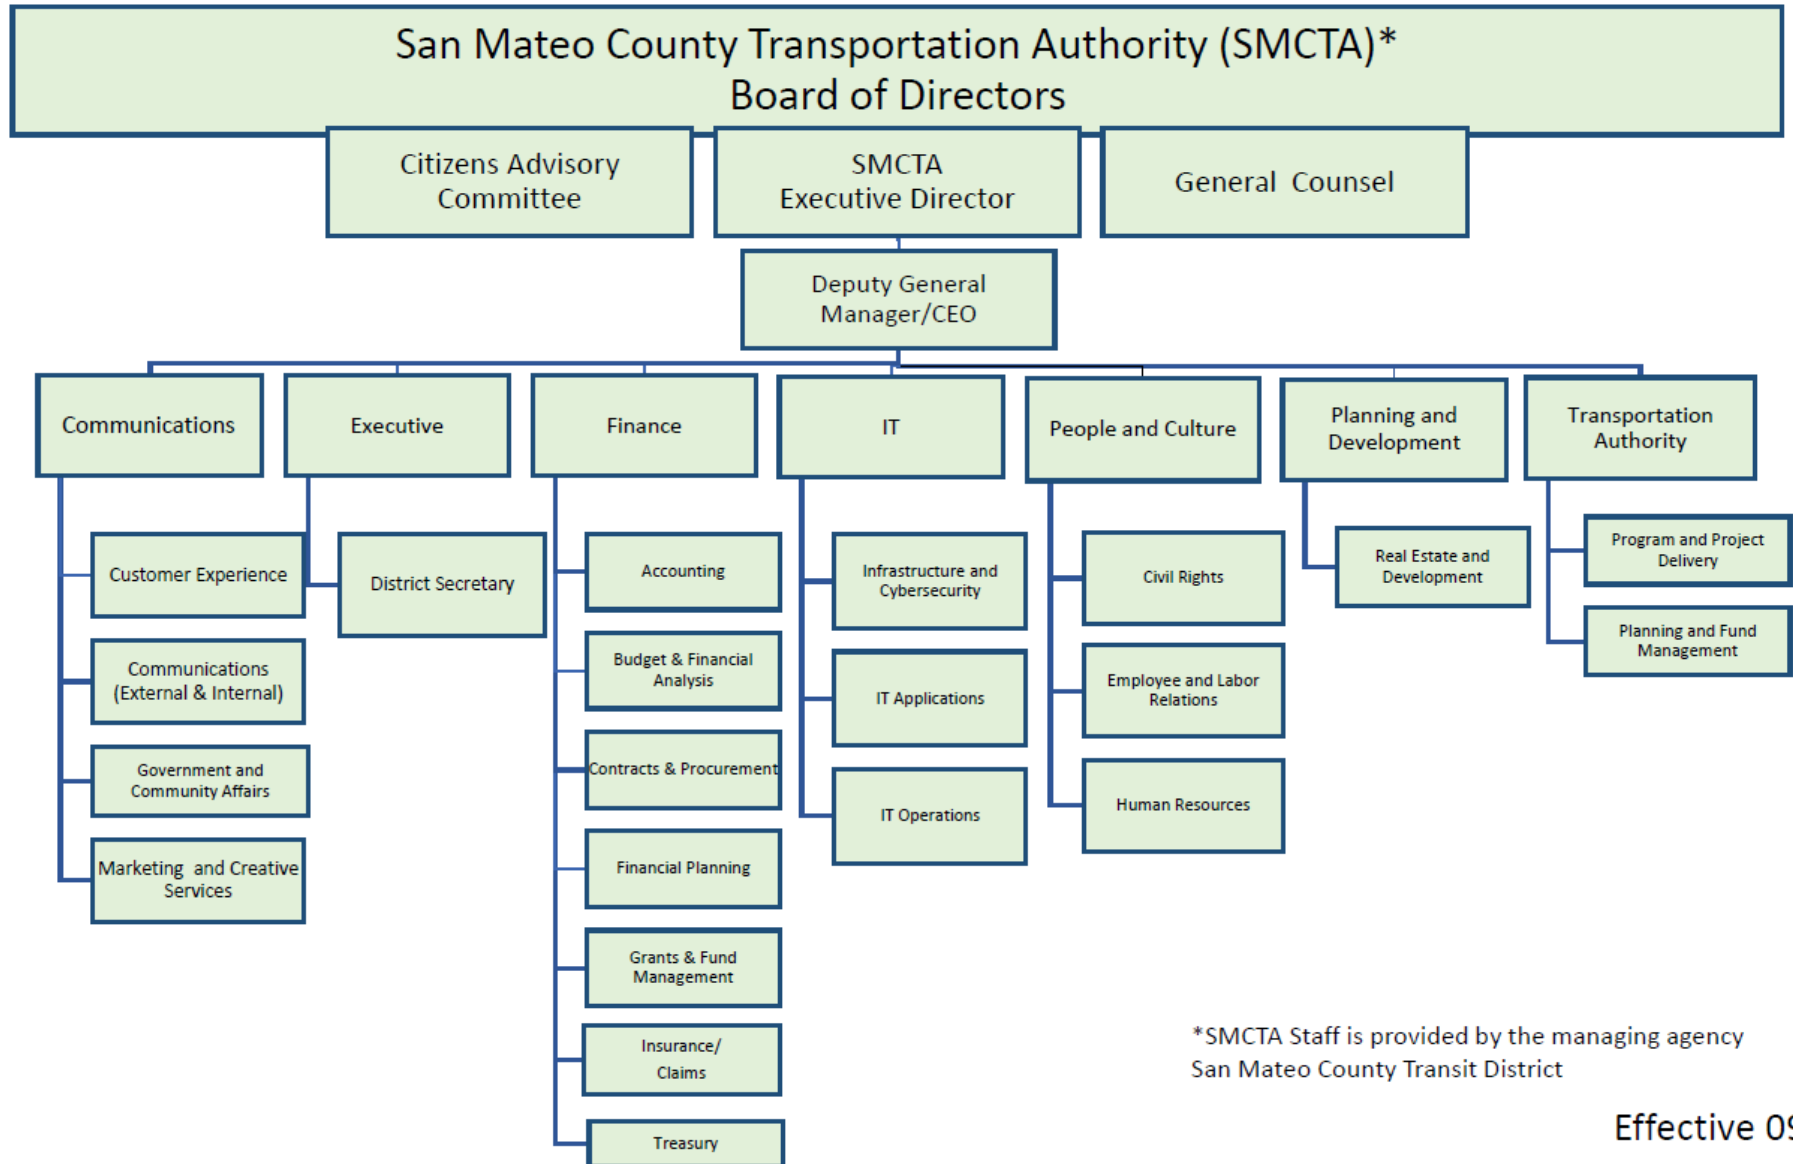 San Mateo County Transportation Authority (SMCTA)*
Board of Directors
Citizens Advisory
Committee
SMCTA
Executive Director
General Counsel
Deputy General
Manager/CEO
Communications
Executive
Finance
IT
People and Culture
Planning and
Development
Transportation
Authority
Customer Experience
Communications
(External & Internal)
Government and
Community Affairs
Marketing and Creative
Services
District Secretary
Accounting
Budget & Financial
Analysis
Contracts & Procurement
Financial Planning
Grants & Fund
Management
Insurance/
Claims
Treasury
Infrastructure and
Cybersecurity
IT Applications
IT Operations
Civil Rights
Employee and Labor
Relations
Human Resources
Real Estate and
Development
Program and Project
Delivery
Planning and Fund
Management
*SMCTA Staff is provided by the managing agency
San Mateo County Transit District
Effective 09